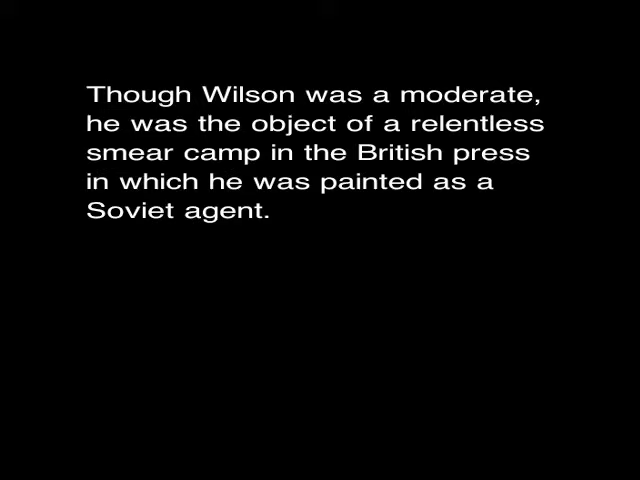 Though Wilson was a moderate,
he was the object of a relentless
smear camp in the British press
in which he was painted as a
Soviet agent.